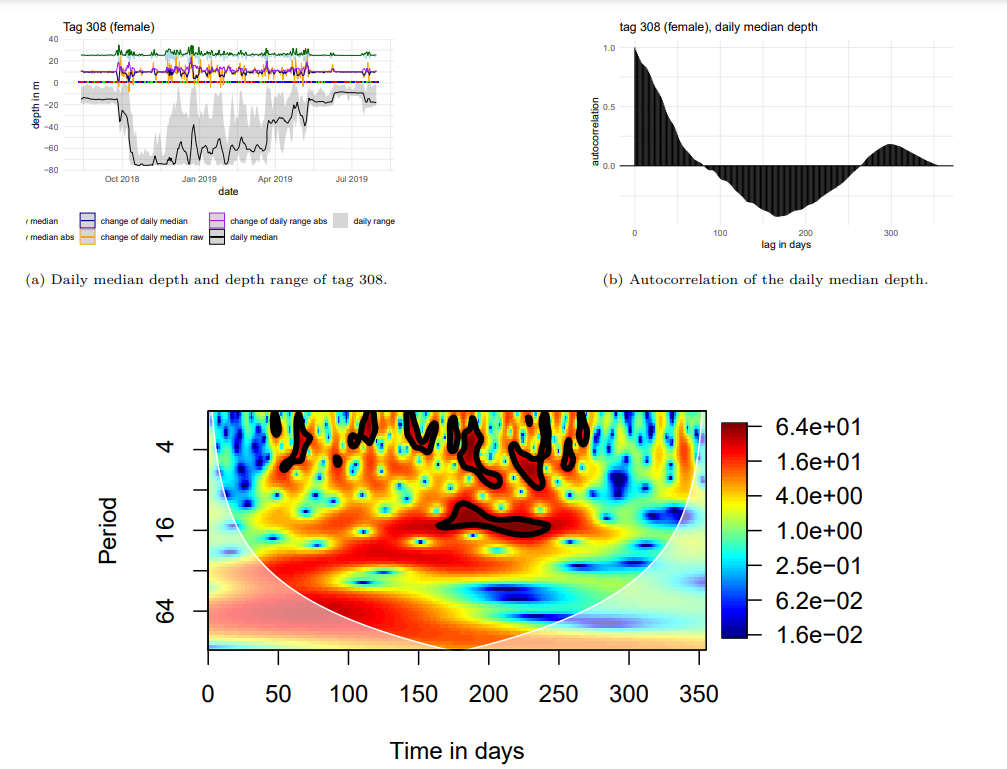 Tag 308 (female)
40
20
0
−20
−40
−60
−80
depth in m
Oct 2018 Jan 2019 Apr 2019 Jul 2019
date
median change of daily median change of daily range abs daily range
median abs change of daily median raw daily median
(a) Daily median depth and depth range of tag 308.
tag 308 (female), daily median depth
1.0
0.5
0.0
autocorrelation
0 100 200 300
lag in days
(b) Autocorrelation of the daily median depth.
4
16
64
Period
0 50 100 150 200 250 300 350
Time in days
6.4e+01
1.6e+01
4.0e+00
1.0e+00
2.5e−01
6.2e−02
1.6e−02